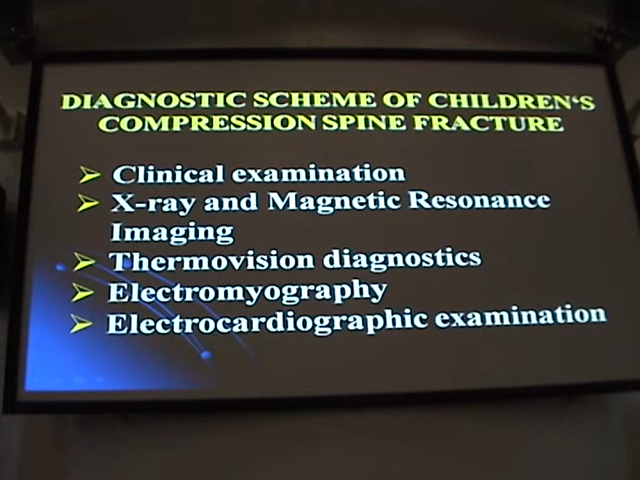 DIAGNOSTIC SCHEME OF CHILDREN‘S
COMPRESSION SPINE FRACTURE
➢ Clinical examination
➢ X-ray and Magnetic Resonance
Imaging
➢ Thermovision diagnostics
➢ Electromyography
➢ Electrocardiographic examination